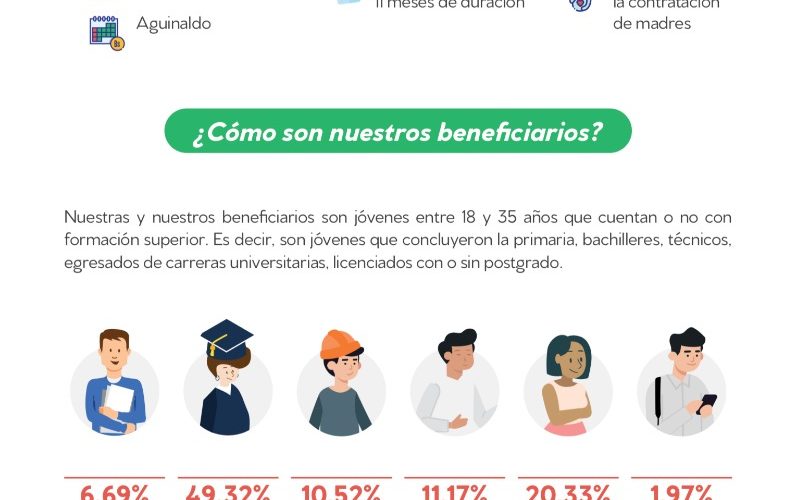 11 meses de duración
la contratación
Aguinaldo
de madres
¿Cómo son nuestros beneficiarios?
Nuestras y nuestros beneficiarios son jóvenes entre 18 y 35 años que cuentan o no con
formación superior. Es decir, son jóvenes que concluyeron la primaria, bachilleres, técnicos,
egresados de carreras universitarias, licenciados con o sin postgrado.
6.69% 49.32% 10.52% 11.17% 20.33% 1.97%